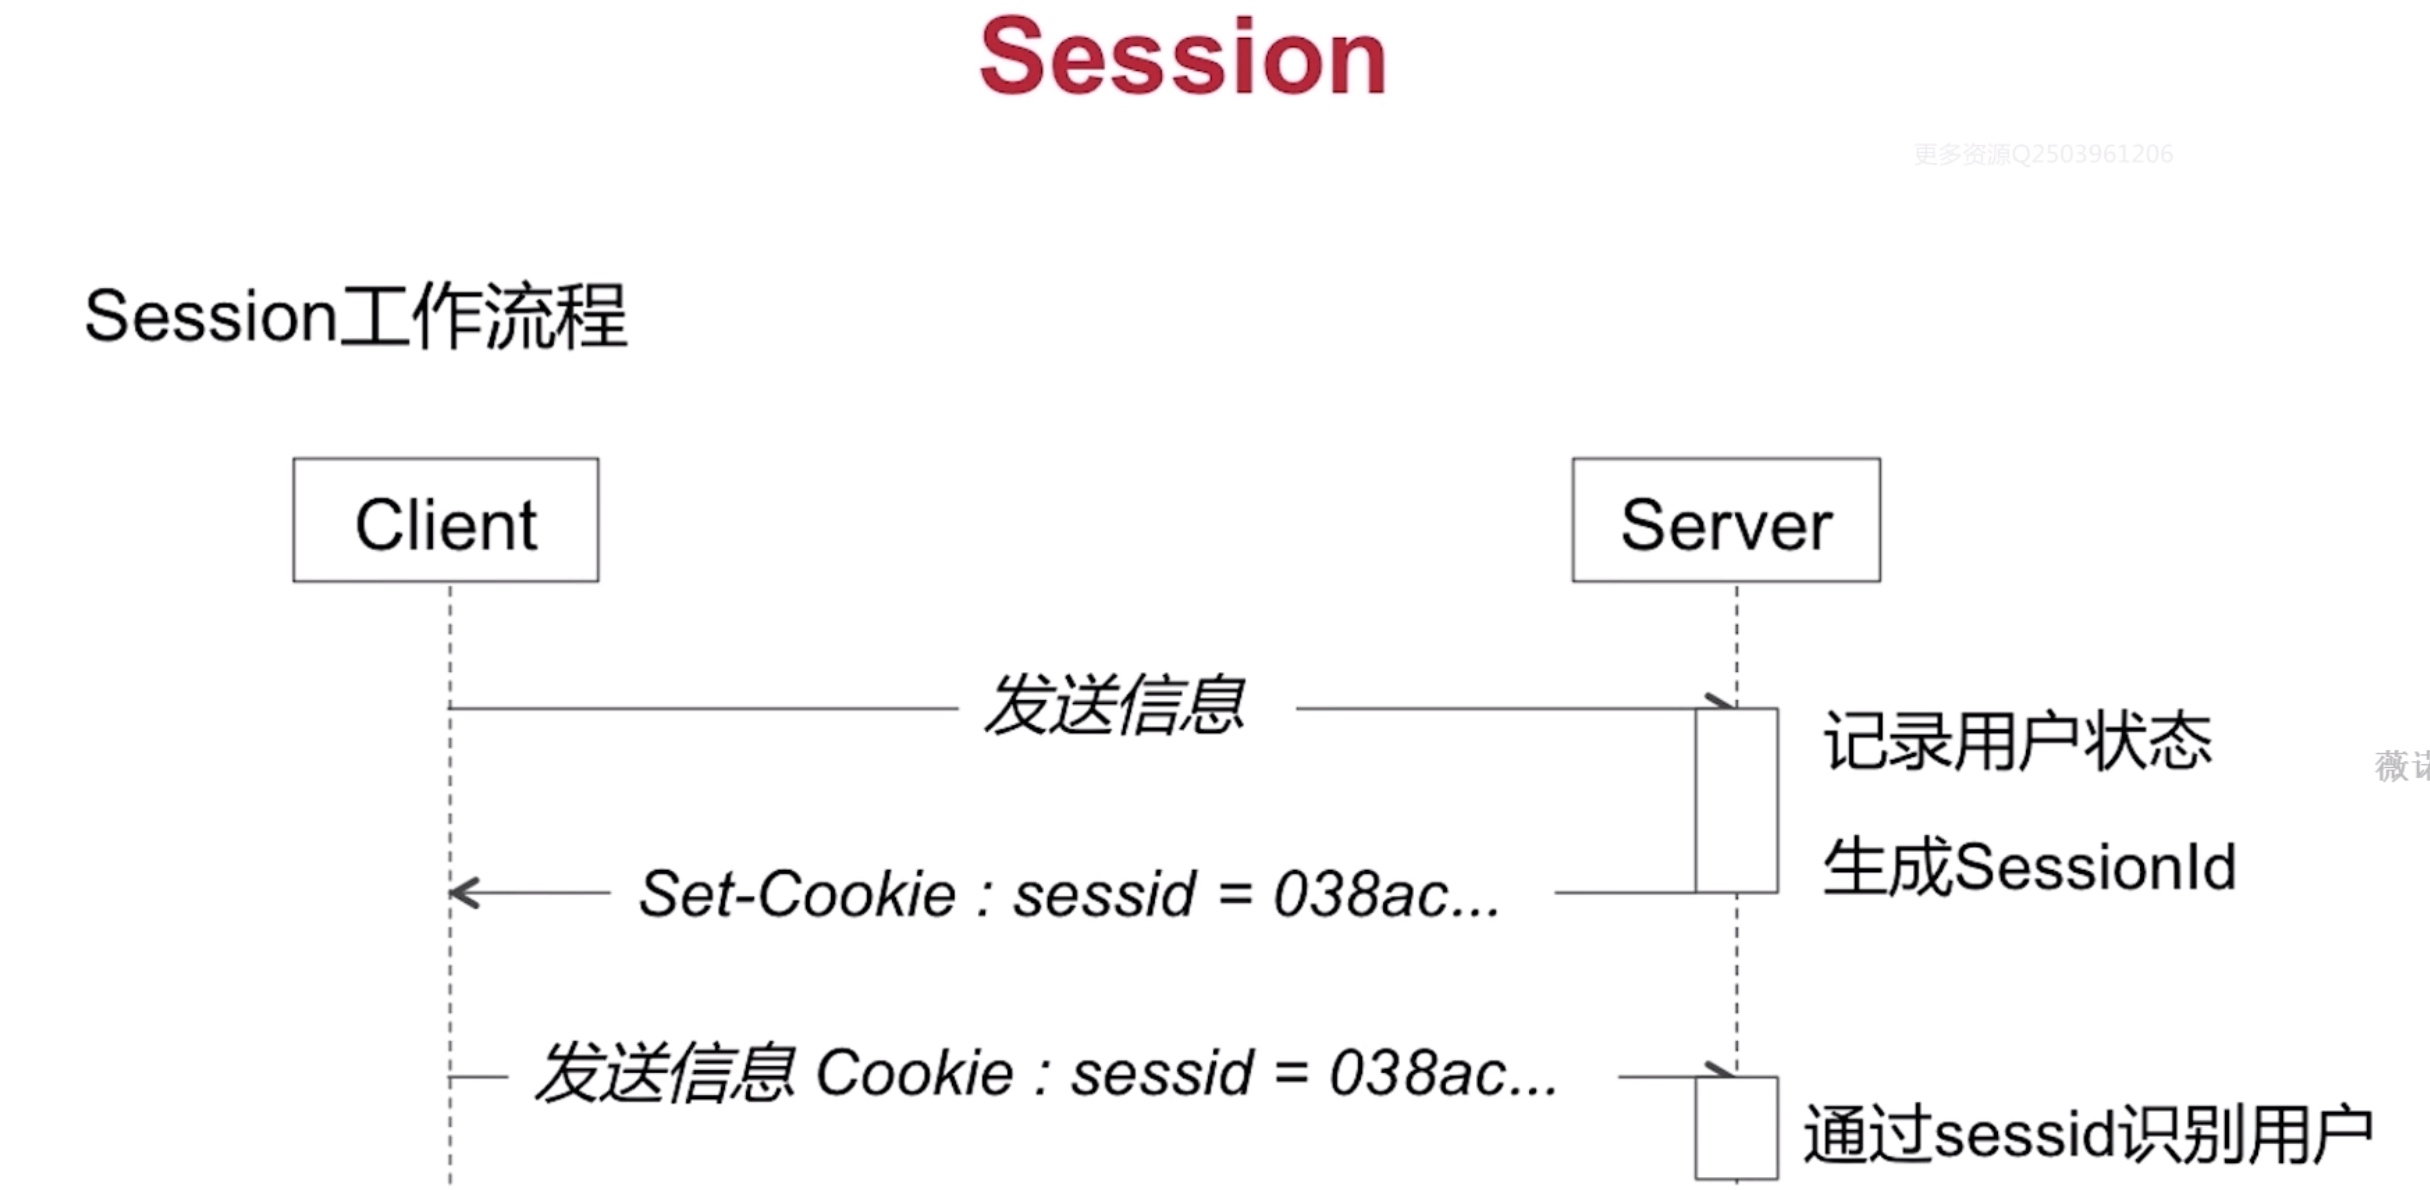 Session
更多资源Q2503961206
Session工作流程
Client
Server
发送信息
记录用户状态
生成SessionId
Set-Cookie : sessid = 038ac...
发送信息 Cookie : sessid = 038ac...
通过sessid识别用户